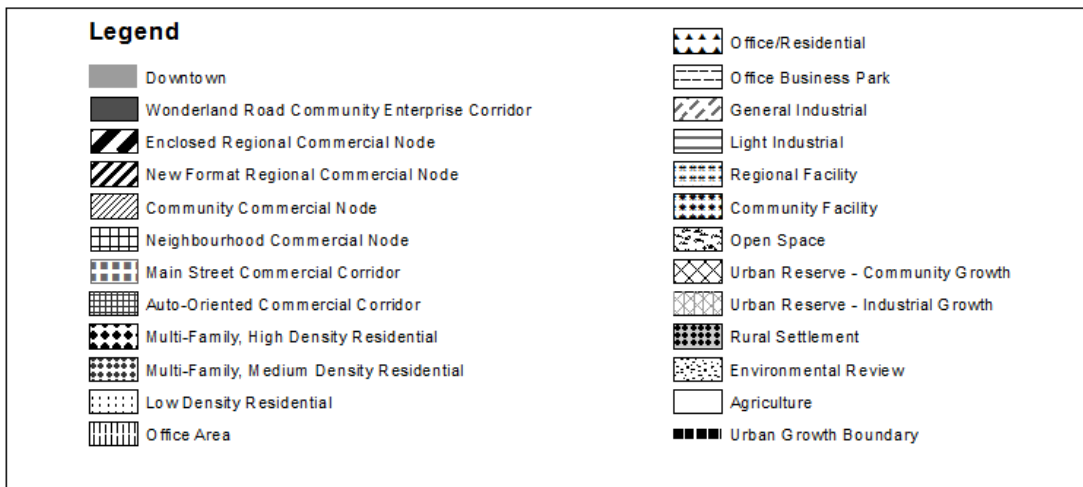 Legend
Downtown
Wonderland Road Community Enterprise Corridor
Enclosed Regional Commercial Node
New Format Regional Commercial Node
Community Commercial Node
Neighbourhood Commercial Node
Main Street Commercial Corridor
Auto-Oriented Commercial Corridor
Multi-Family, High Density Residential
Multi-Family, Medium Density Residential
Low Density Residential
Office Area
Office/Residential
Office Business Park
General Industrial
Light Industrial
Regional Facility
Community Facility
Open Space
Urban Reserve - Community Growth
Urban Reserve - Industrial Growth
Rural Settlement
Environmental Review
Agriculture
Urban Growth Boundary